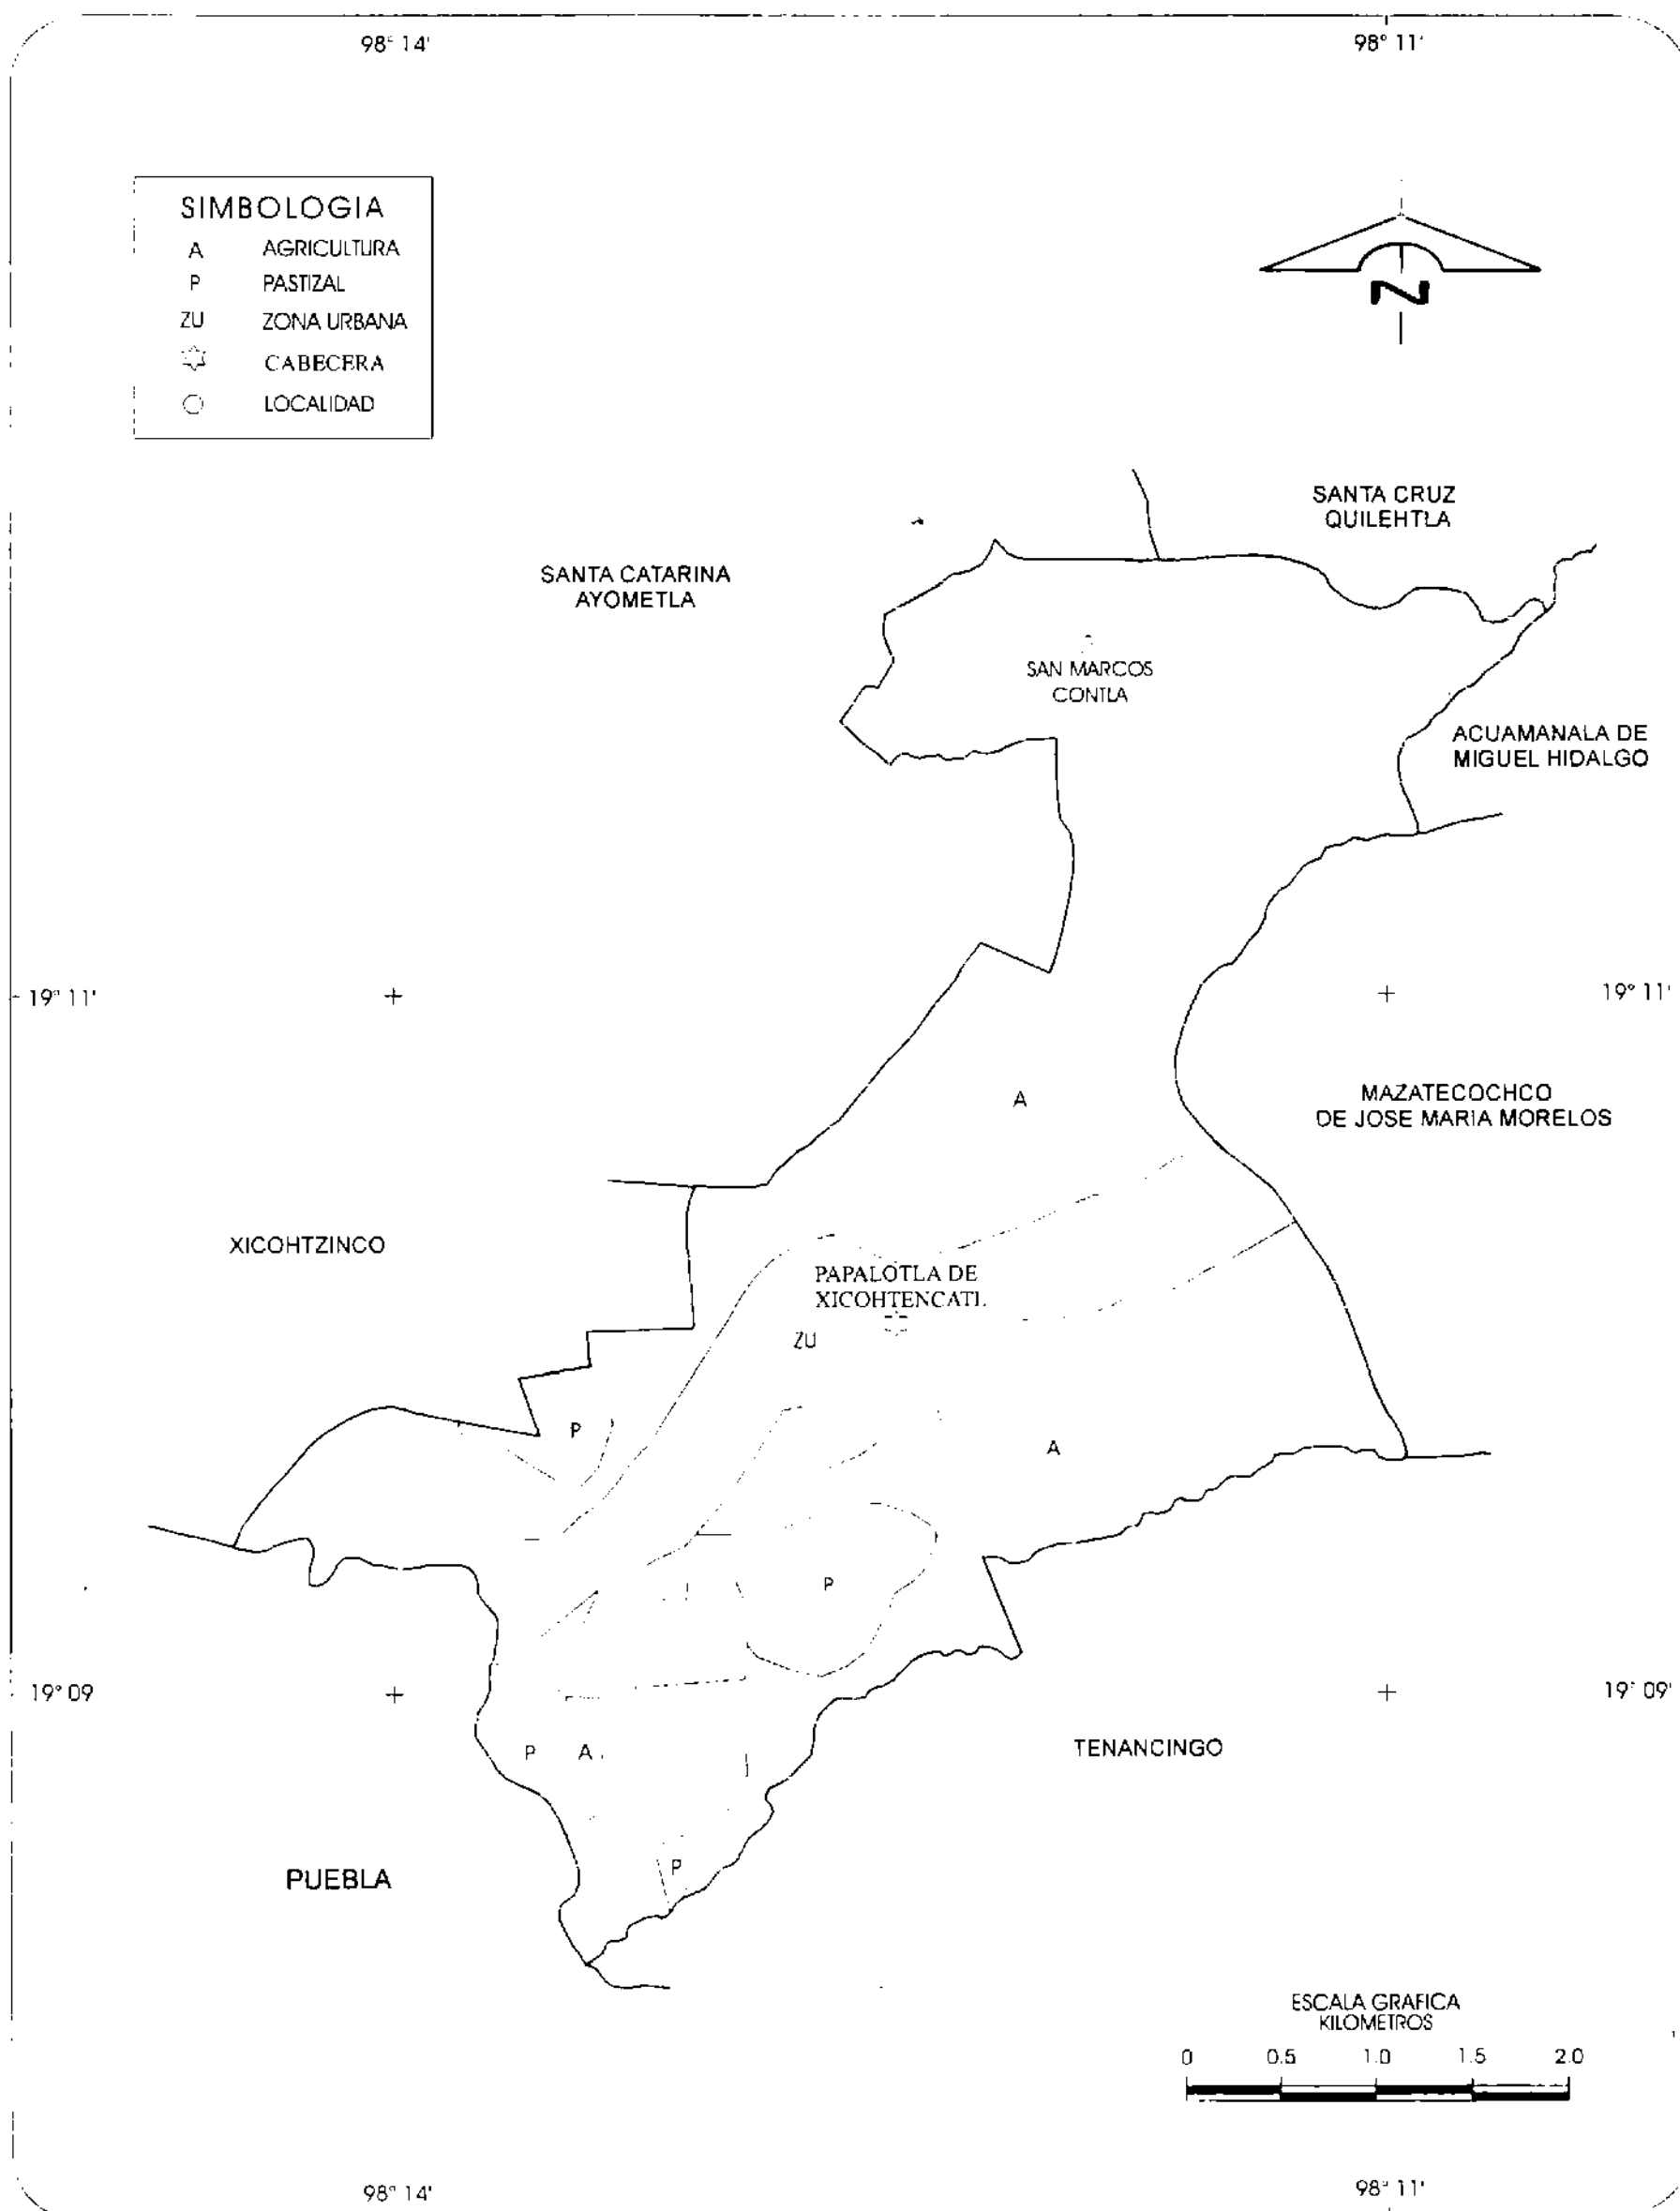 98° 14'
98° 11'
SIMBOLOGIA
A AGRICULTURA
P PASTIZAL
ZU ZONA URBANA
CABECERA
LOCALIDAD
N
SANTA CRUZ
QUILEHTLA
SANTA CATARINA
AYOMETLA
SAN MARCOS
CONTLA
ACUAMANALA DE
MIGUEL HIDALGO
19° 11'
19° 11'
A
MAZATECOCHCO
DE JOSE MARIA MORELOS
XICOHTZINCO
PAPALOTLA DE
XICOHTENCATL
ZU
P
A
P
19° 09
19° 09'
P A
TENANCINGO
P
PUEBLA
ESCALA GRAFICA
KILOMETROS
0 0.5 1.0 1.5 2.0
98° 14'
98° 11'